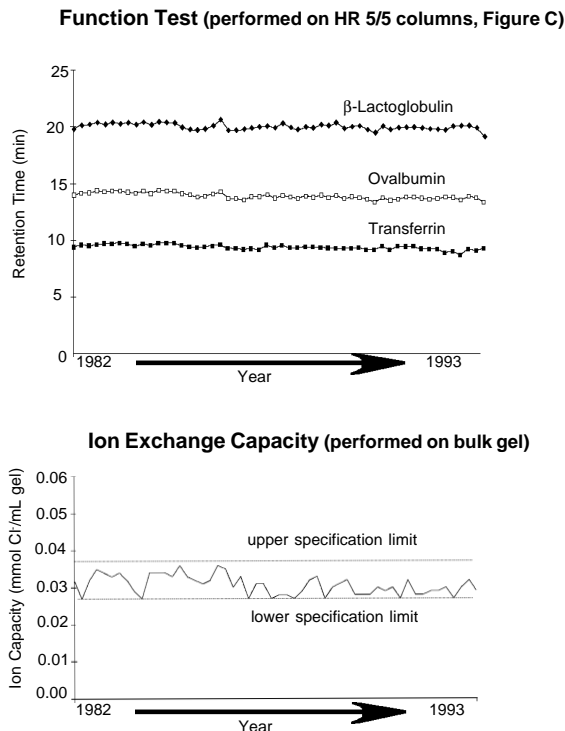 Function Test (performed on HR 5/5 columns, Figure C)
25
20
15
10
5
0
Retention Time (min)
β-Lactoglobulin
Ovalbumin
Transferrin
1982
1993
Year
Ion Exchange Capacity (performed on bulk gel)
0.06
0.05
0.04
0.03
0.02
0.01
0.00
Ion Capacity (mmol Cl-/mL gel)
upper specification limit
lower specification limit
1982
1993
Year